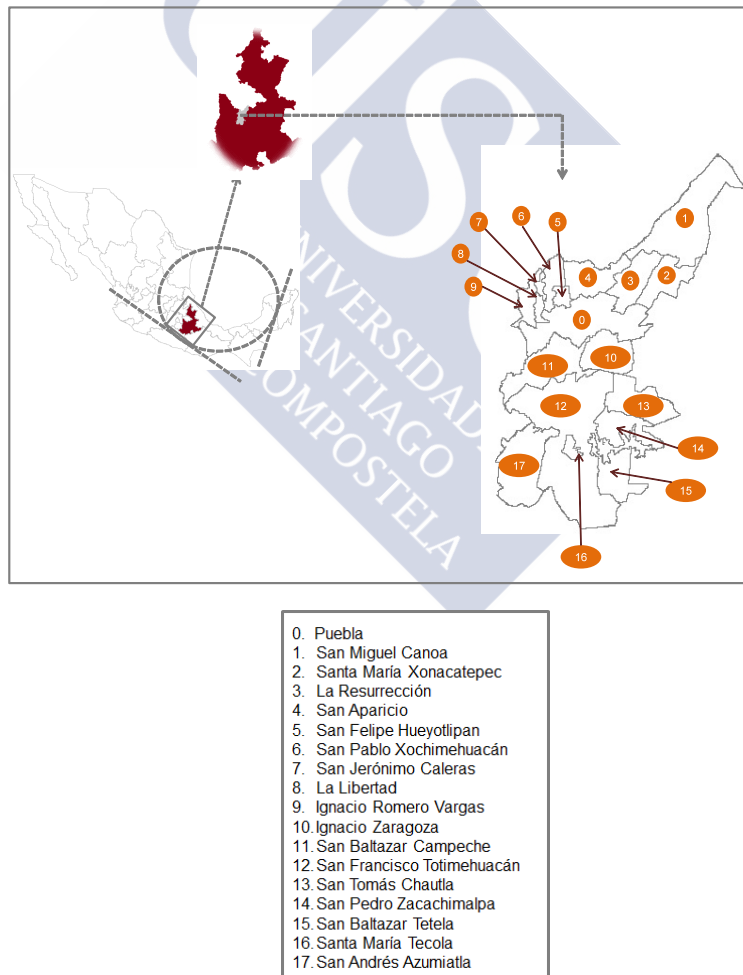 1
6
5
7
2
8
4
3
9
0
10
11
12
13
14
17
15
16
UNIVERSIDADE
SANTIAGO
COMPOSTELA
0. Puebla
1. San Miguel Canoa
2. Santa María Xonacatepec
3. La Resurrección
4. San Aparicio
5. San Felipe Hueyotlipan
6. San Pablo Xochimehuacán
7. San Jerónimo Caleras
8. La Libertad
9. Ignacio Romero Vargas
10. Ignacio Zaragoza
11. San Baltazar Campeche
12. San Francisco Totimehuacán
13. San Tomás Chautla
14. San Pedro Zacachimalpa
15. San Baltazar Tetela
16. Santa María Tecola
17. San Andrés Azumiatla